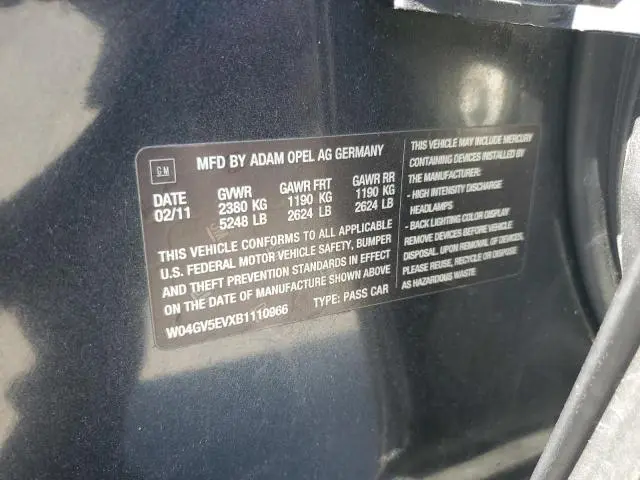 GM
MFD BY ADAM OPEL AG GERMANY
DATE GVWR GAWR FRT GAWR RR
02/11 2380 KG 1190 KG 1190 KG
5248 LB 2624 LB 2624 LB
THIS VEHICLE CONFORMS TO ALL APPLICABLE
U.S. FEDERAL MOTOR VEHICLE SAFETY, BUMPER
AND THEFT PREVENTION STANDARDS IN EFFECT
ON THE DATE OF MANUFACTURE SHOWN ABOVE
W04GV5EVXB1110966 TYPE: PASS CAR
THIS VEHICLE MAY INCLUDE MERCURY
CONTAINING DEVICES INSTALLED BY
THE MANUFACTURER:
- HIGH INTENSITY DISCHARGE
HEADLAMPS
- BACK LIGHTING COLOR DISPLAY
REMOVE DEVICES BEFORE VEHICLE
DISPOSAL. UPON REMOVAL OF DEVICES,
PLEASE REUSE, RECYCLE OR DISPOSE
AS HAZARDOUS WASTE.